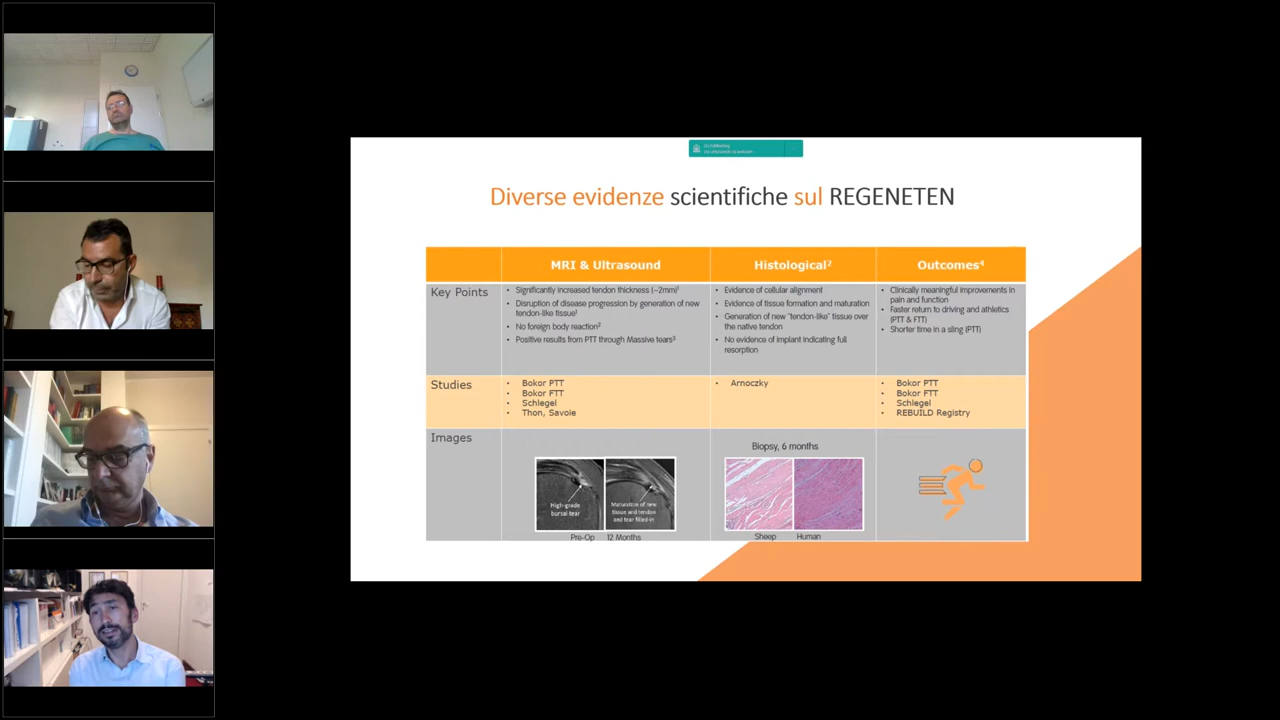 Diverse evidenze scientifiche sul REGENETEN
MRI & Ultrasound
Histological²
Outcomes⁴
Key Points
• Significantly increased tendon thickness (~2mm)¹
• Disruption of disease progression by generation of new
tendon-like tissue¹
• No foreign body reaction²
• Positive results from PTT through Massive tears³
• Evidence of cellular alignment
• Evidence of tissue formation and maturation
• Generation of new "tendon-like" tissue over
the native tendon
• No evidence of implant indicating full
resorption
• Clinically meaningful improvements in
pain and function
• Faster return to driving and athletics
(PTT & FTT)
• Shorter time in a sling (PTT)
Studies
• Bokor PTT
• Bokor FTT
• Schlegel
• Thon, Savoie
• Arnoczky
• Bokor PTT
• Bokor FTT
• Schlegel
• REBUILD Registry
Images
High-grade
bursal tear
Maturation of new
tissue and tendon
and tear filled-in
Pre-Op 12 Months
Biopsy, 6 months
Sheep Human